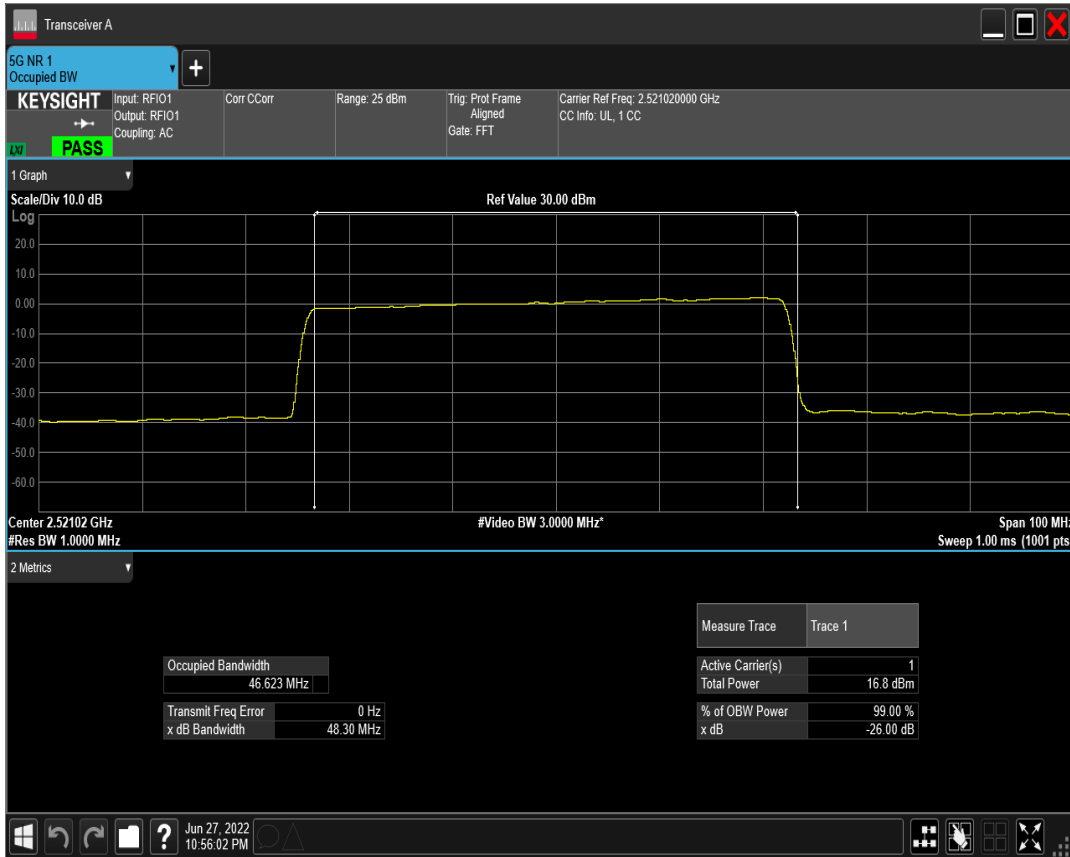 Transceiver A
5G NR 1
Occupied BW
KEYSIGHT
LXI
PASS
Input: RFIO1
Output: RFIO1
Coupling: AC
Corr CCorr
Range: 25 dBm
Trig: Prot Frame
Aligned
Gate: FFT
Carrier Ref Freq: 2.521020000 GHz
CC Info: UL, 1 CC
1 Graph
Scale/Div 10.0 dB
Ref Value 30.00 dBm
Log
20.0
10.0
0.00
-10.0
-20.0
-30.0
-40.0
-50.0
-60.0
Center 2.52102 GHz
#Video BW 3.0000 MHz*
Span 100 MHz
#Res BW 1.0000 MHz
Sweep 1.00 ms (1001 pts
2 Metrics
Measure Trace Trace 1
Occupied Bandwidth
46.623 MHz
Active Carrier(s) 1
Total Power 16.8 dBm
Transmit Freq Error 0 Hz
x dB Bandwidth 48.30 MHz
% of OBW Power 99.00 %
x dB -26.00 dB
?
Jun 27, 2022
10:56:02 PM